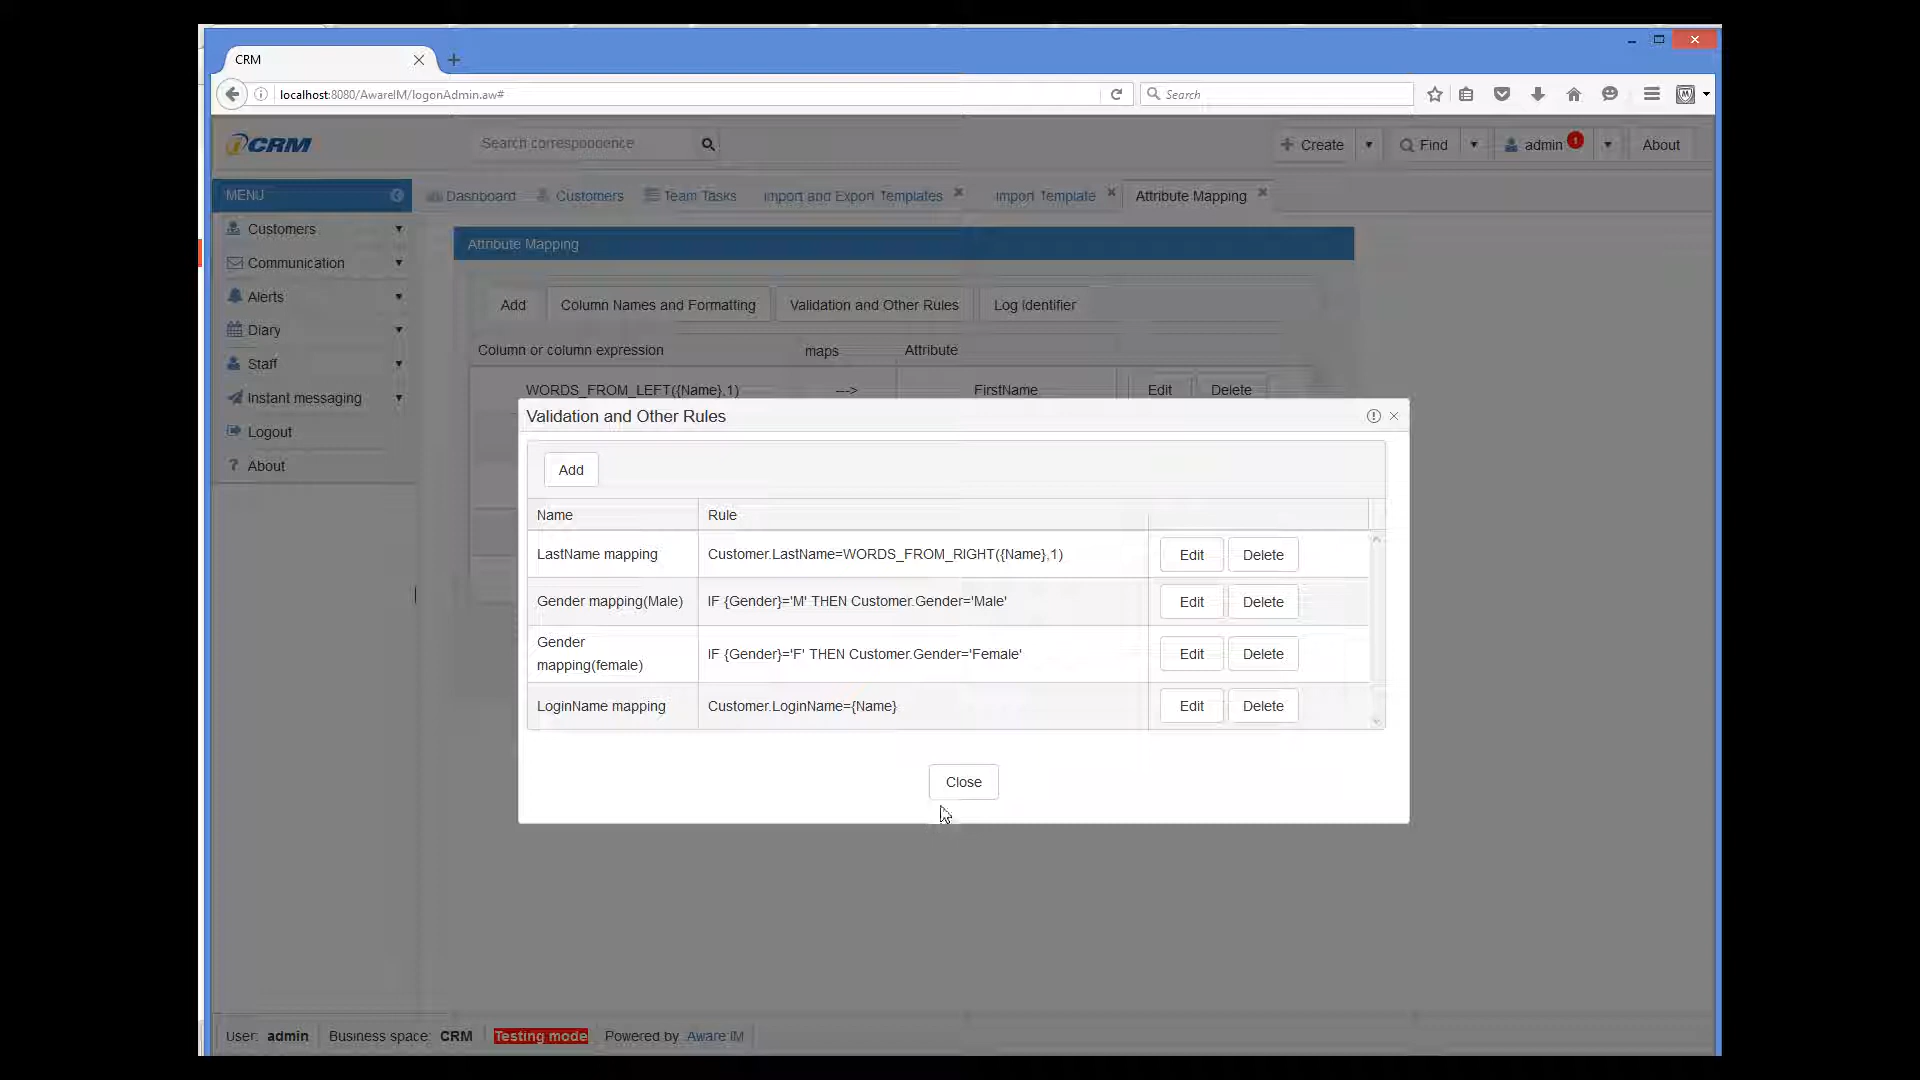 CRM
localhost:8080/AwareIM/logonAdmin.aw#
Search
CRM
Search correspondence
Create
Find
admin
1
About
MENU
Dashboard
Customers
Team Tasks
Import and Export Templates
Import Template
Attribute Mapping
Customers
Communication
Alerts
Diary
Staff
Instant messaging
Logout
About
Attribute Mapping
Add
Column Names and Formatting
Validation and Other Rules
Log Identifier
Column or column expression
maps
Attribute
WORDS_FROM_LEFT({Name},1)
--->
FirstName
Edit
Delete
Validation and Other Rules
Add
Name
Rule
LastName mapping
Customer.LastName=WORDS_FROM_RIGHT({Name},1)
Edit
Delete
Gender mapping(Male)
IF {Gender}='M' THEN Customer.Gender='Male'
Edit
Delete
Gender
mapping(female)
IF {Gender}='F' THEN Customer.Gender='Female'
Edit
Delete
LoginName mapping
Customer.LoginName={Name}
Edit
Delete
Close
User: admin
Business space: CRM
Testing mode
Powered by Aware IM